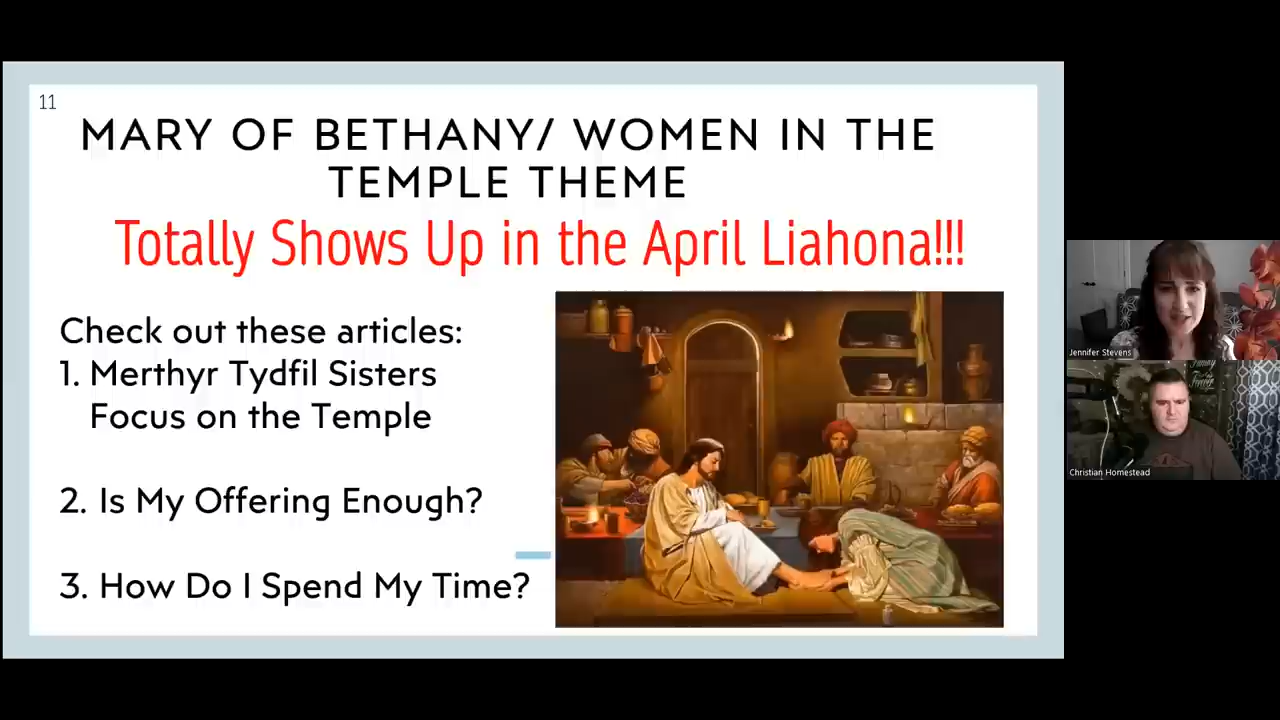 11
MARY OF BETHANY/ WOMEN IN THE
TEMPLE THEME
Totally Shows Up in the April Liahona!!!
Check out these articles:
1. Merthyr Tydfil Sisters
Focus on the Temple
2. Is My Offering Enough?
3. How Do I Spend My Time?
Jennifer Stevens
Family
Forever
Christian Homestead